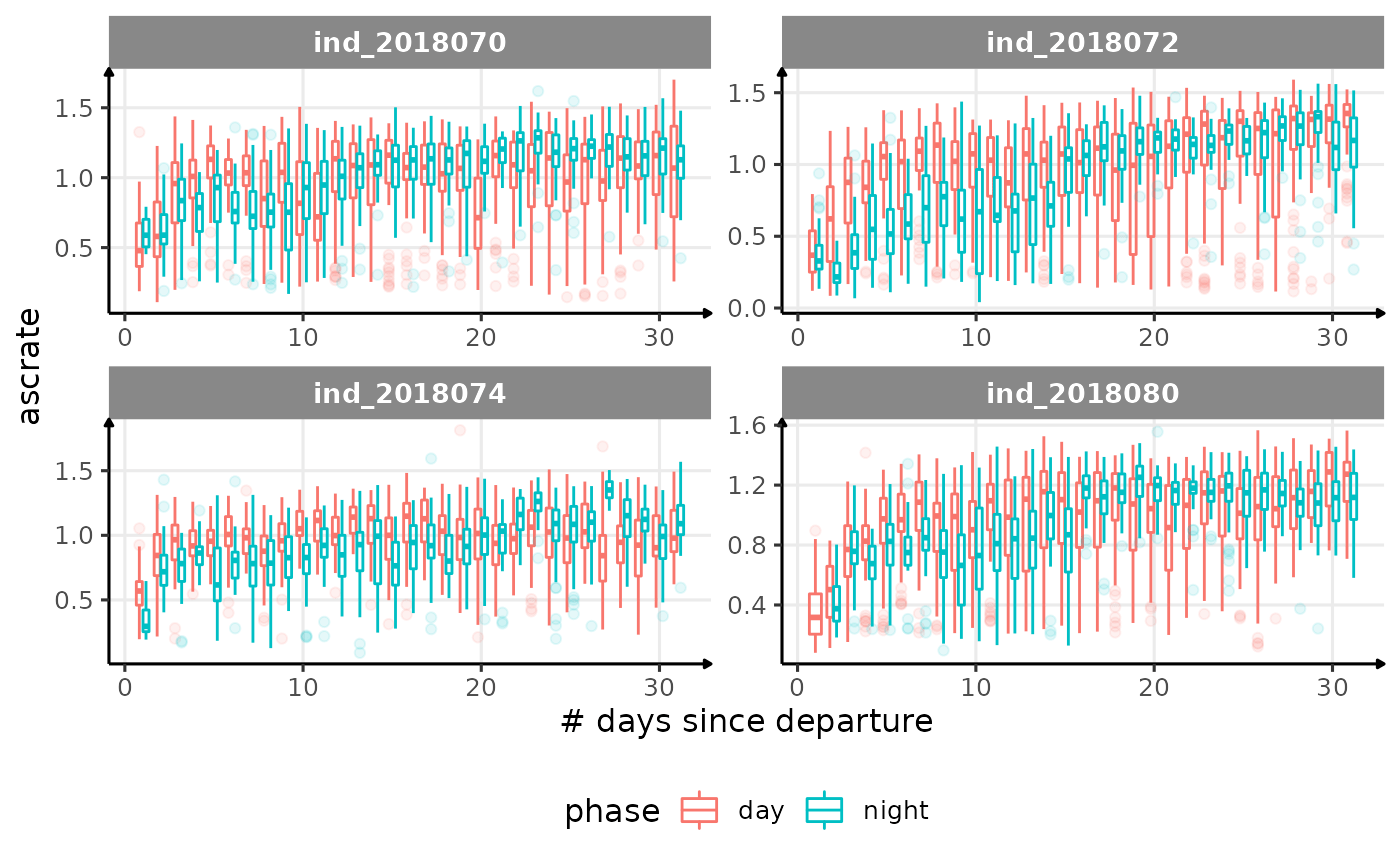 ind_2018070 ind_2018072
1.5
1.0
0.5
0 10 20 30
1.5
1.0
0.5
0.0
0 10 20 30
ascrate
ind_2018074 ind_2018080
1.5
1.0
0.5
0 10 20 30
1.6
1.2
0.8
0.4
0 10 20 30
# days since departure
phase day night